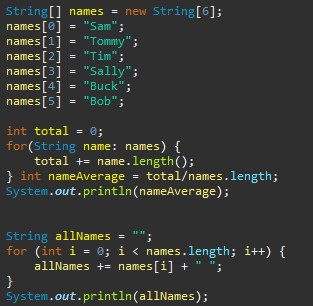 String[] names = new String[6];
names[0] = "Sam";
names[1] = "Tommy";
names[2] = "Tim";
names[3] = "Sally";
names[4] = "Buck";
names[5] = "Bob";
int total = 0;
for(String name: names) {
    total += name.length();
} int nameAverage = total/names.length;
System.out.println(nameAverage);
String allNames = "";
for (int i = 0; i < names.length; i++) {
    allNames += names[i] + " ";
}
System.out.println(allNames);